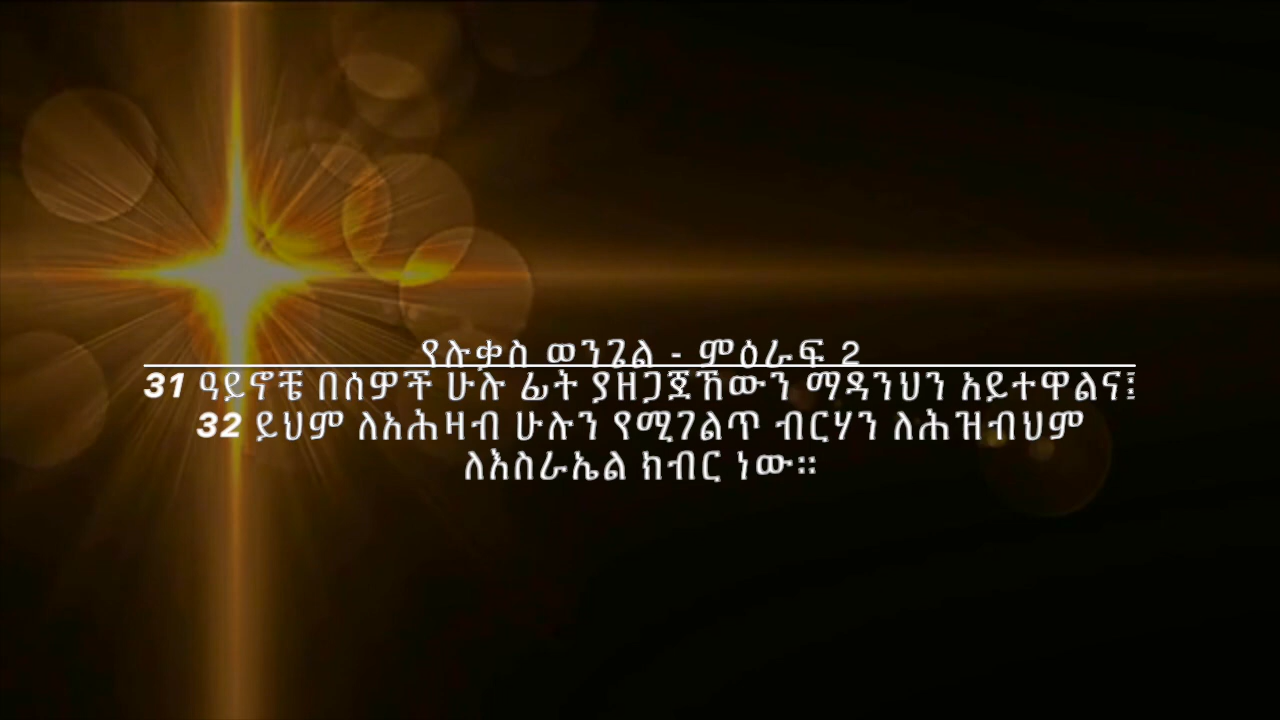 የሉቃስ ወንጌል - ምዕራፍ 2
31 ዓይኖቼ በሰዎች ሁሉ ፊት ያዘጋጀኸውን ማዳንህን አይተዋልና፤
32 ይህም ለአሕዛብ ሁሉን የሚገልጥ ብርሃን ለሕዝብህም
ለእስራኤል ክብር ነው።